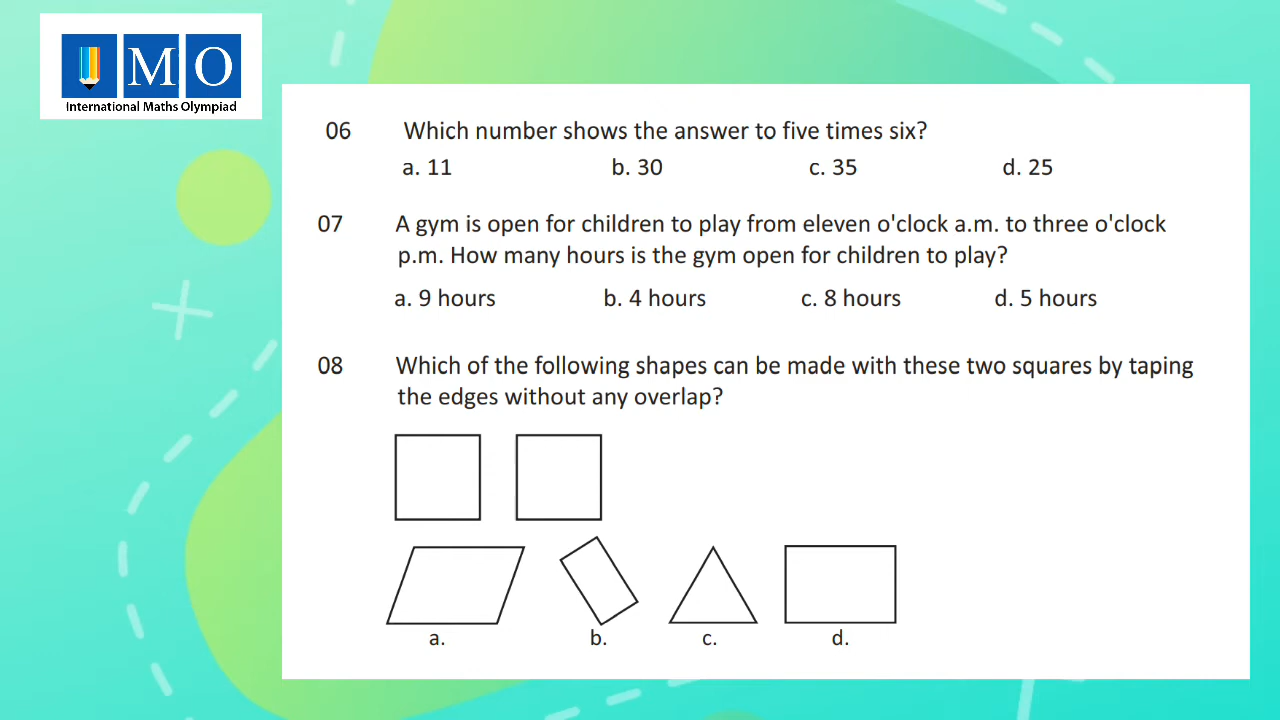 IMO
International Maths Olympiad
06 Which number shows the answer to five times six?
a. 11 b. 30 c. 35 d. 25
07 A gym is open for children to play from eleven o'clock a.m. to three o'clock
p.m. How many hours is the gym open for children to play?
a. 9 hours b. 4 hours c. 8 hours d. 5 hours
08 Which of the following shapes can be made with these two squares by taping
the edges without any overlap?
a. b. c. d.